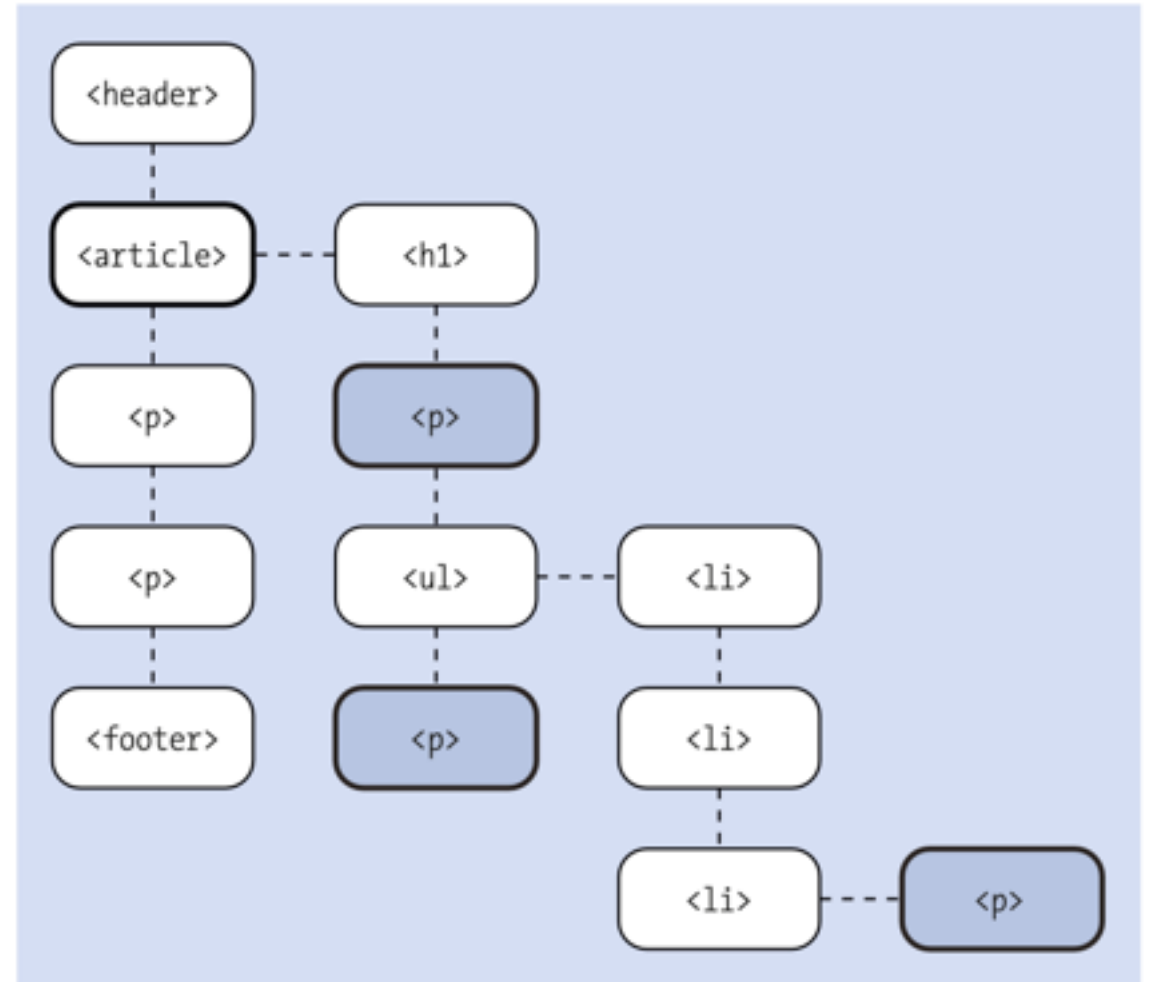 <header>
<article> <h1>
<p> <p>
<p> <ul> <li>
<footer> <p> <li>
<li> <p>